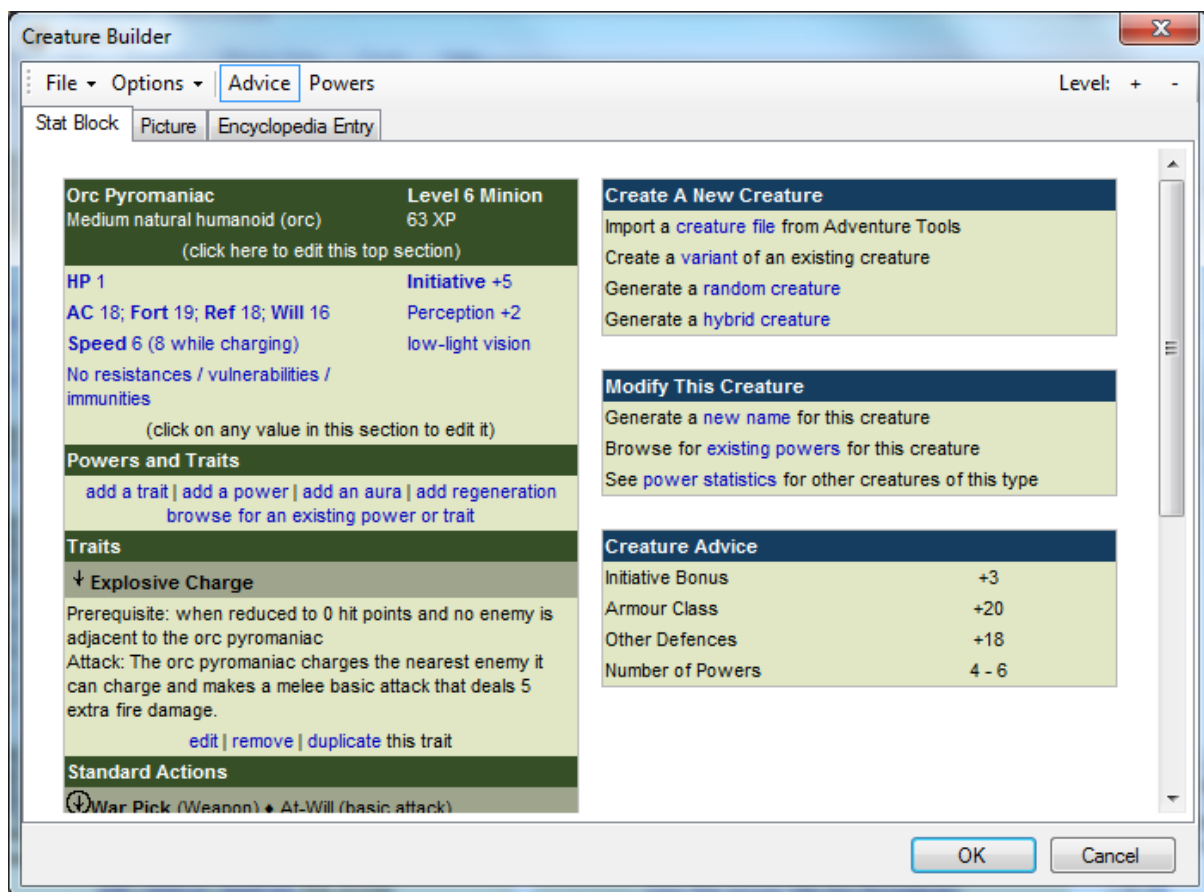 Creature Builder
File Options Advice Powers Level: + -
Stat Block Picture Encyclopedia Entry
Orc Pyromaniac Level 6 Minion
Medium natural humanoid (orc) 63 XP
(click here to edit this top section)
HP 1 Initiative +5
AC 18; Fort 19; Ref 18; Will 16 Perception +2
Speed 6 (8 while charging) low-light vision
No resistances / vulnerabilities /
immunities
(click on any value in this section to edit it)
Powers and Traits
add a trait | add a power | add an aura | add regeneration
browse for an existing power or trait
Traits
Explosive Charge
Prerequisite: when reduced to 0 hit points and no enemy is
adjacent to the orc pyromaniac
Attack: The orc pyromaniac charges the nearest enemy it
can charge and makes a melee basic attack that deals 5
extra fire damage.
edit | remove | duplicate this trait
Standard Actions
War Pick (Weapon) ♦ At-Will (basic attack)
Create A New Creature
Import a creature file from Adventure Tools
Create a variant of an existing creature
Generate a random creature
Generate a hybrid creature
Modify This Creature
Generate a new name for this creature
Browse for existing powers for this creature
See power statistics for other creatures of this type
Creature Advice
Initiative Bonus +3
Armour Class +20
Other Defences +18
Number of Powers 4 - 6
OK Cancel